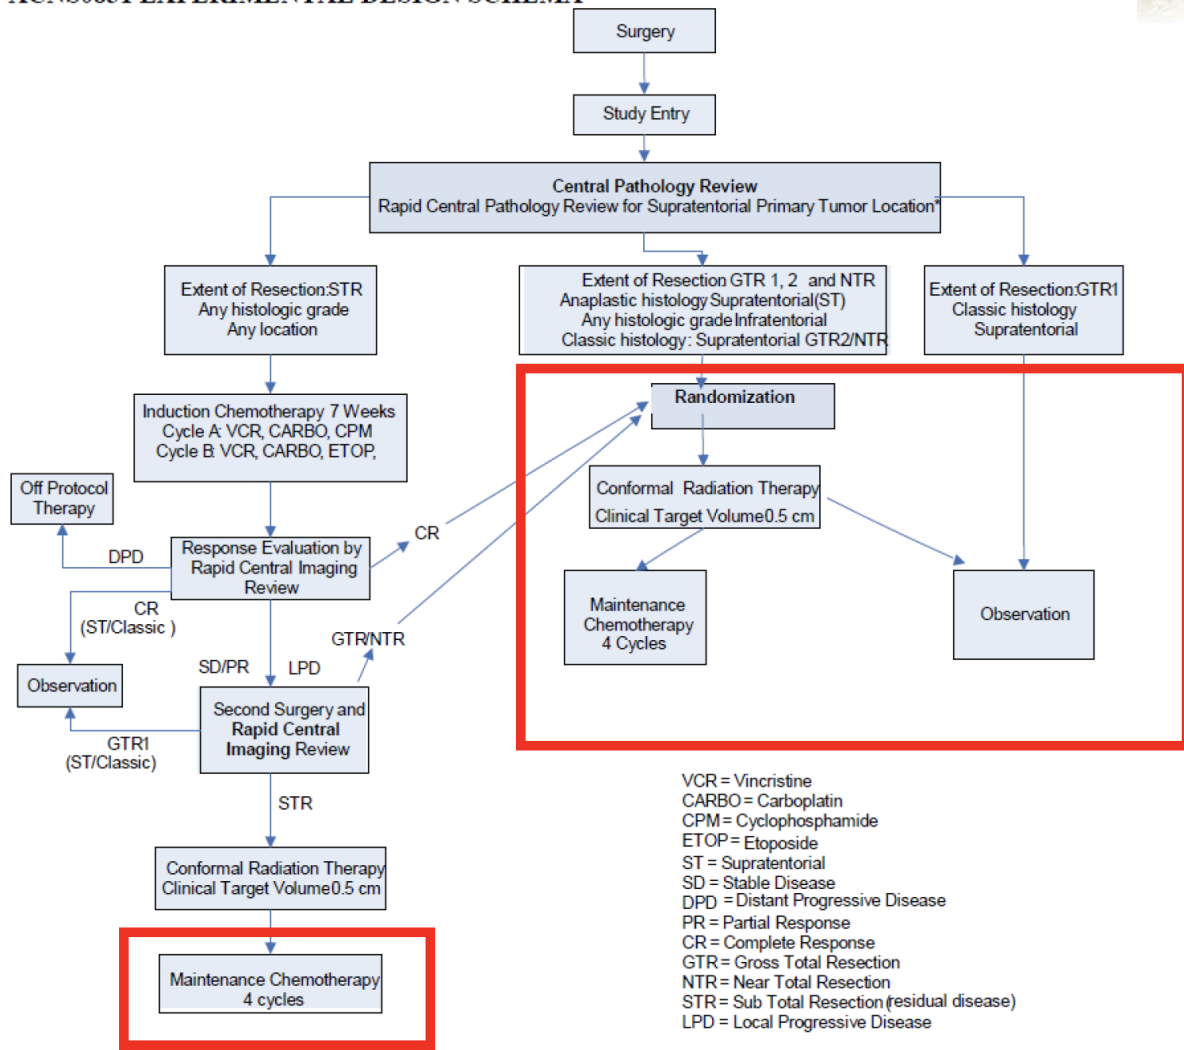 ACNS0831 EXPERIMENTAL DESIGN SCHEMA
Surgery
Study Entry
Central Pathology Review
Rapid Central Pathology Review for Supratentorial Primary Tumor Location*
Extent of Resection:STR
Any histologic grade
Any location
Extent of Resection GTR 1, 2 and NTR
Anaplastic histology Supratentorial(ST)
Any histologic grade Infratentorial
Classic histology: Supratentorial GTR2/NTR
Extent of Resection:GTR1
Classic histology
Supratentorial
Induction Chemotherapy 7 Weeks
Cycle A: VCR, CARBO, CPM
Cycle B: VCR, CARBO, ETOP,
Randomization
Off Protocol
Therapy
Conformal Radiation Therapy
Clinical Target Volume 0.5 cm
CR
DPD
Response Evaluation by
Rapid Central Imaging
Review
CR
(ST/Classic )
Maintenance
Chemotherapy
4 Cycles
Observation
GTR/NTR
SD/PR
LPD
Observation
Second Surgery and
Rapid Central
Imaging Review
GTR1
(ST/Classic)
STR
Conformal Radiation Therapy
Clinical Target Volume 0.5 cm
Maintenance Chemotherapy
4 cycles
VCR = Vincristine
CARBO = Carboplatin
CPM = Cyclophosphamide
ETOP = Etoposide
ST = Supratentorial
SD = Stable Disease
DPD = Distant Progressive Disease
PR = Partial Response
CR = Complete Response
GTR = Gross Total Resection
NTR = Near Total Resection
STR = Sub Total Resection (residual disease)
LPD = Local Progressive Disease